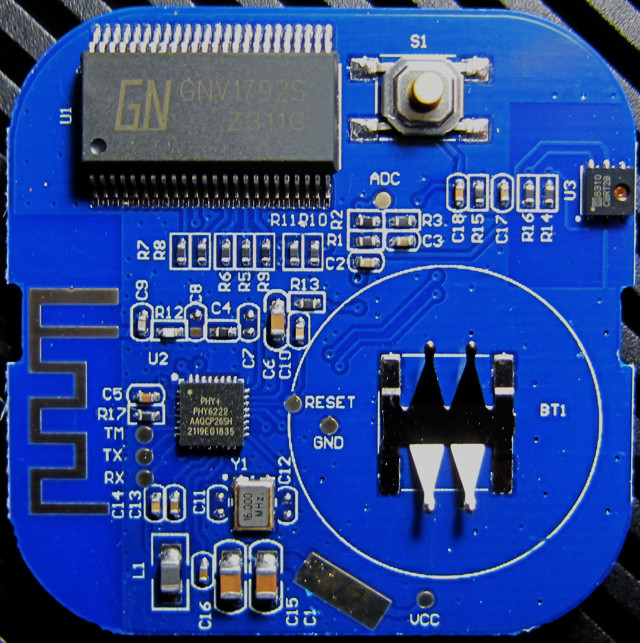 S1
GN GNV1792S
Z311G
U1
ADC
U3
C18
R15
C17
R16
R14
R11
R10
R2
R3
R1
C3
C2
R7
R8
R6
R5
R9
R13
C9
R12
C8
C4
C7
C6
C10
U2
C5
R17
TM
TX
RX
PHY+
PHY6222
AAQCP26SH
2119EG1835
RESET
GND
BT1
Y1
16.000
MHz
C14
C13
C11
C12
L1
C16
C15
C1
VCC